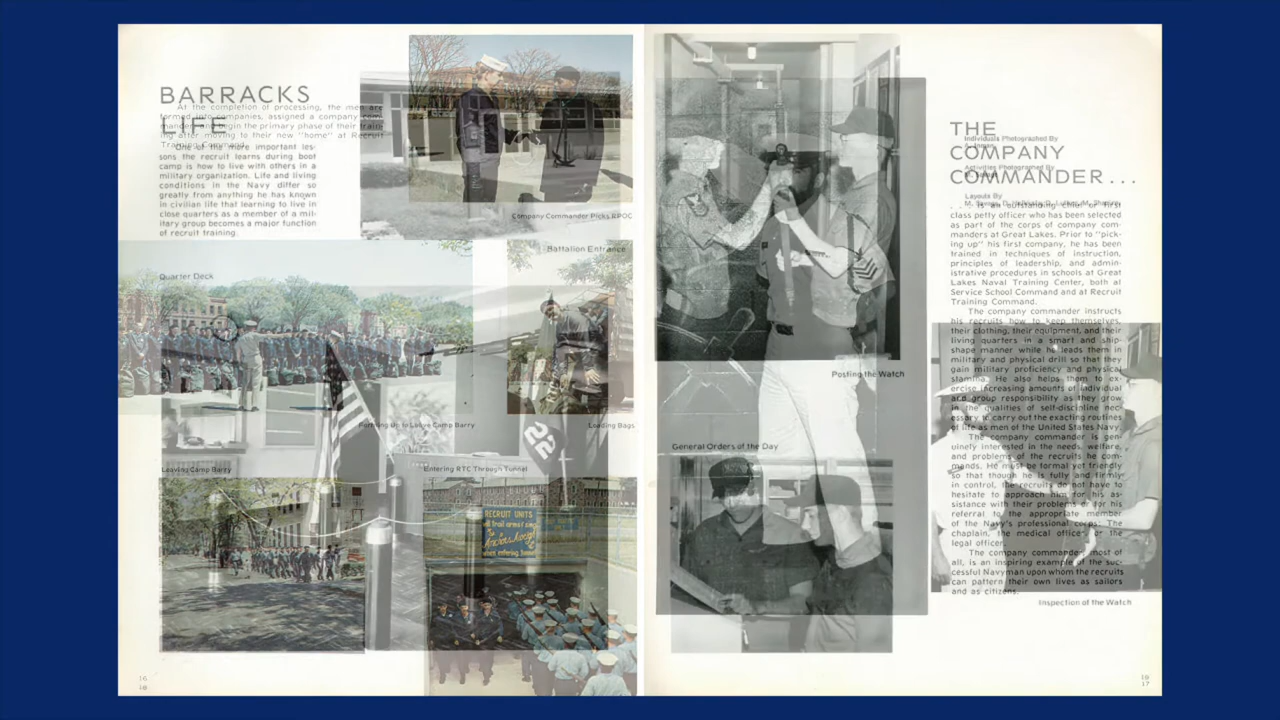 BARRACKS
LIFE
At the completion of processing, the men are
formed into companies, assigned a company com-
mander and begin the primary phase of their train-
ing after moving to their new "home" at Recruit
Training Command.
One of the more important les-
sons the recruit learns during boot
camp is how to live with others in a
military organization. Life and living
conditions in the Navy differ so
greatly from anything he has known
in civilian life that learning to live in
close quarters as a member of a mil-
itary group becomes a major function
of recruit training.
Company Commander Picks RPOC
Battalion Entrance
Quarter Deck
Forming Up to Leave Camp Barry
Loading Bags
22
Leaving Camp Barry
Entering RTC Through Tunnel
RECRUIT UNITS
Anchors Aweigh
16
18
Posting the Watch
General Orders of the Day
THE
COMPANY
COMMANDER...
Individuals Photographed By
Activities Photographed By
Layouts By
. . . is an outstanding chief or first
class petty officer who has been selected
as part of the corps of company com-
manders at Great Lakes. Prior to "pick-
ing up" his first company, he has been
trained in techniques of instruction,
principles of leadership, and admin-
istrative procedures in schools at Great
Lakes Naval Training Center, both at
Service School Command and at Recruit
Training Command.
The company commander instructs
his recruits how to keep themselves,
their clothing, their equipment, and their
living quarters in a smart and ship-
shape manner while he leads them in
military and physical drill so that they
gain military proficiency and physical
stamina. He also helps them to ex-
ercise increasing amounts of individual
and group responsibility as they grow
in the qualities of self-discipline nec-
essary to carry out the exacting routines
of life as men of the United States Navy.
The company commander is gen-
uinely interested in the needs, welfare,
and problems of the recruits he com-
mands. He must be formal yet friendly
so that though he is fully and firmly
in control, the recruits do not have to
hesitate to approach him for his as-
sistance with their problems or for his
referral to the appropriate member
of the Navy's professional corps: The
chaplain, the medical officer, or the
legal officer.
The company commander most of
all, is an inspiring example of the suc-
cessful Navyman upon whom the recruits
can pattern their own lives as sailors
and as citizens.
Inspection of the Watch
17